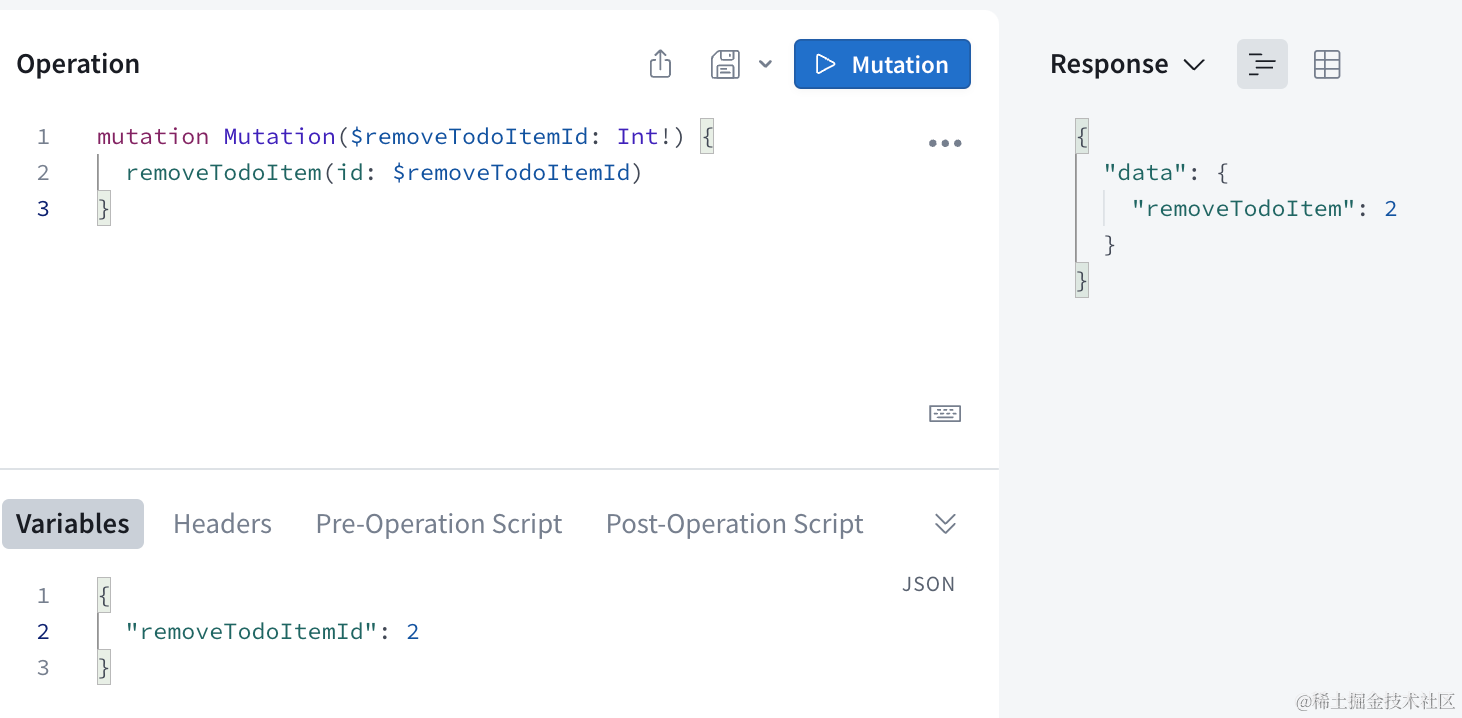 Operation
Mutation
1 mutation Mutation($removeTodoItemId: Int!) {
2 removeTodoItem(id: $removeTodoItemId)
3 }
Variables Headers Pre-Operation Script Post-Operation Script
JSON
1 {
2 "removeTodoItemId": 2
3 }
Response
{
"data": {
"removeTodoItem": 2
}
}
@稀土掘金技术社区